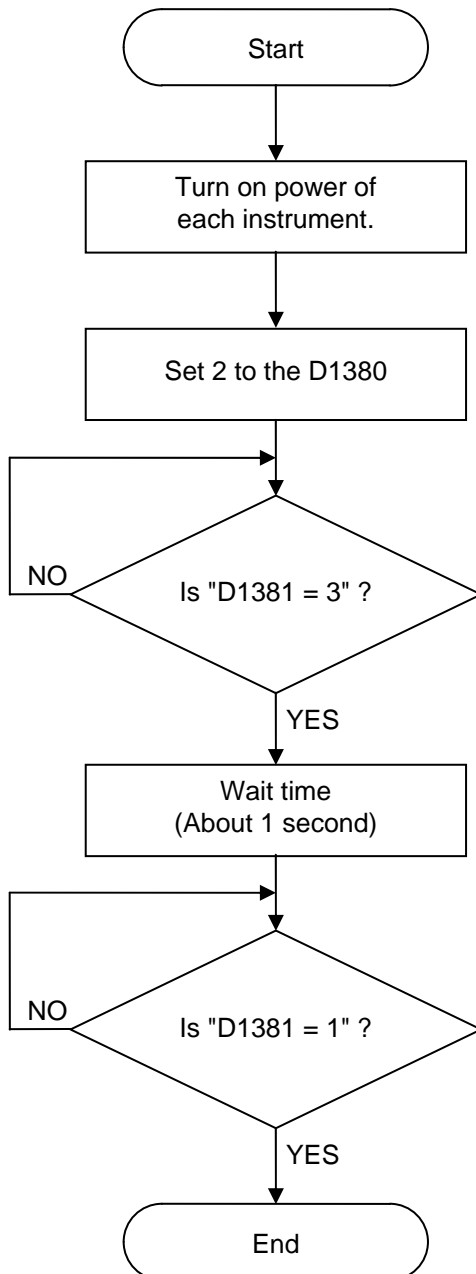 Start
Turn on power of
each instrument.
Set 2 to the D1380
NO
Is "D1381 = 3" ?
YES
Wait time
(About 1 second)
NO
Is "D1381 = 1" ?
YES
End